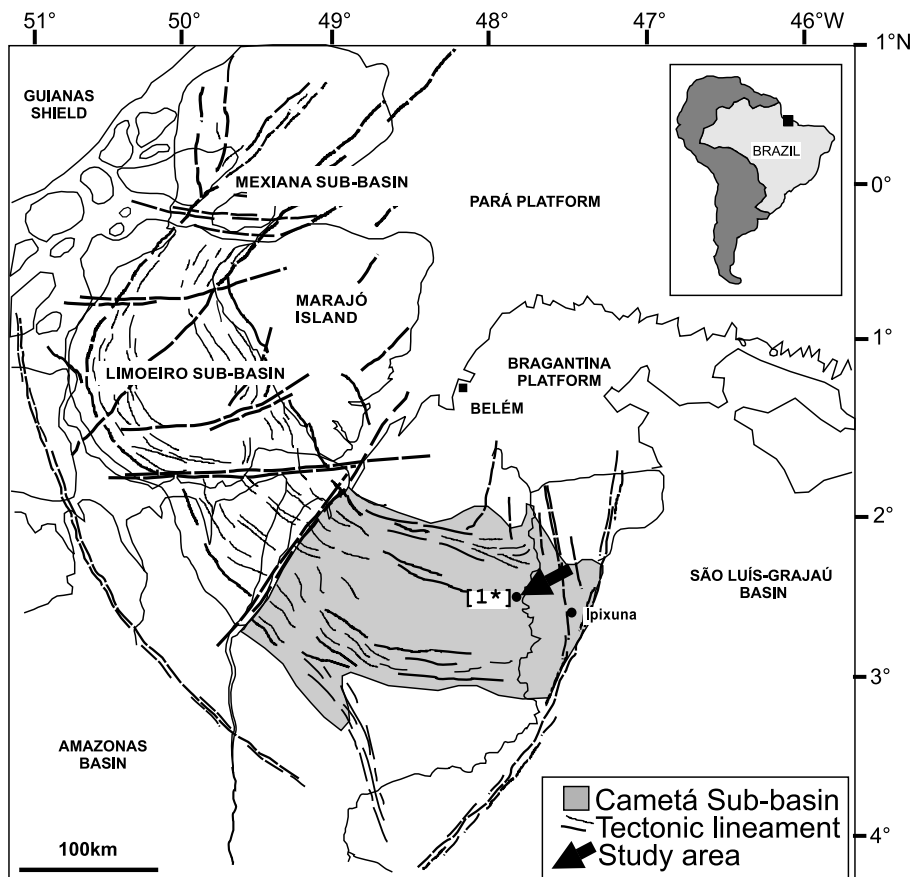 51°
50°
49°
48°
47°
46°W
1°N
GUIANAS
SHIELD
BRAZIL
MEXIANA SUB-BASIN
0°
PARÁ PLATFORM
MARAJÓ
ISLAND
1°
LIMOEIRO SUB-BASIN
BRAGANTINA
PLATFORM
BELÉM
2°
SÃO LUÍS-GRAJAÚ
BASIN
[1*]
Ipixuna
3°
AMAZONAS
BASIN
Cametá Sub-basin
Tectonic lineament
Study area
4°
100km